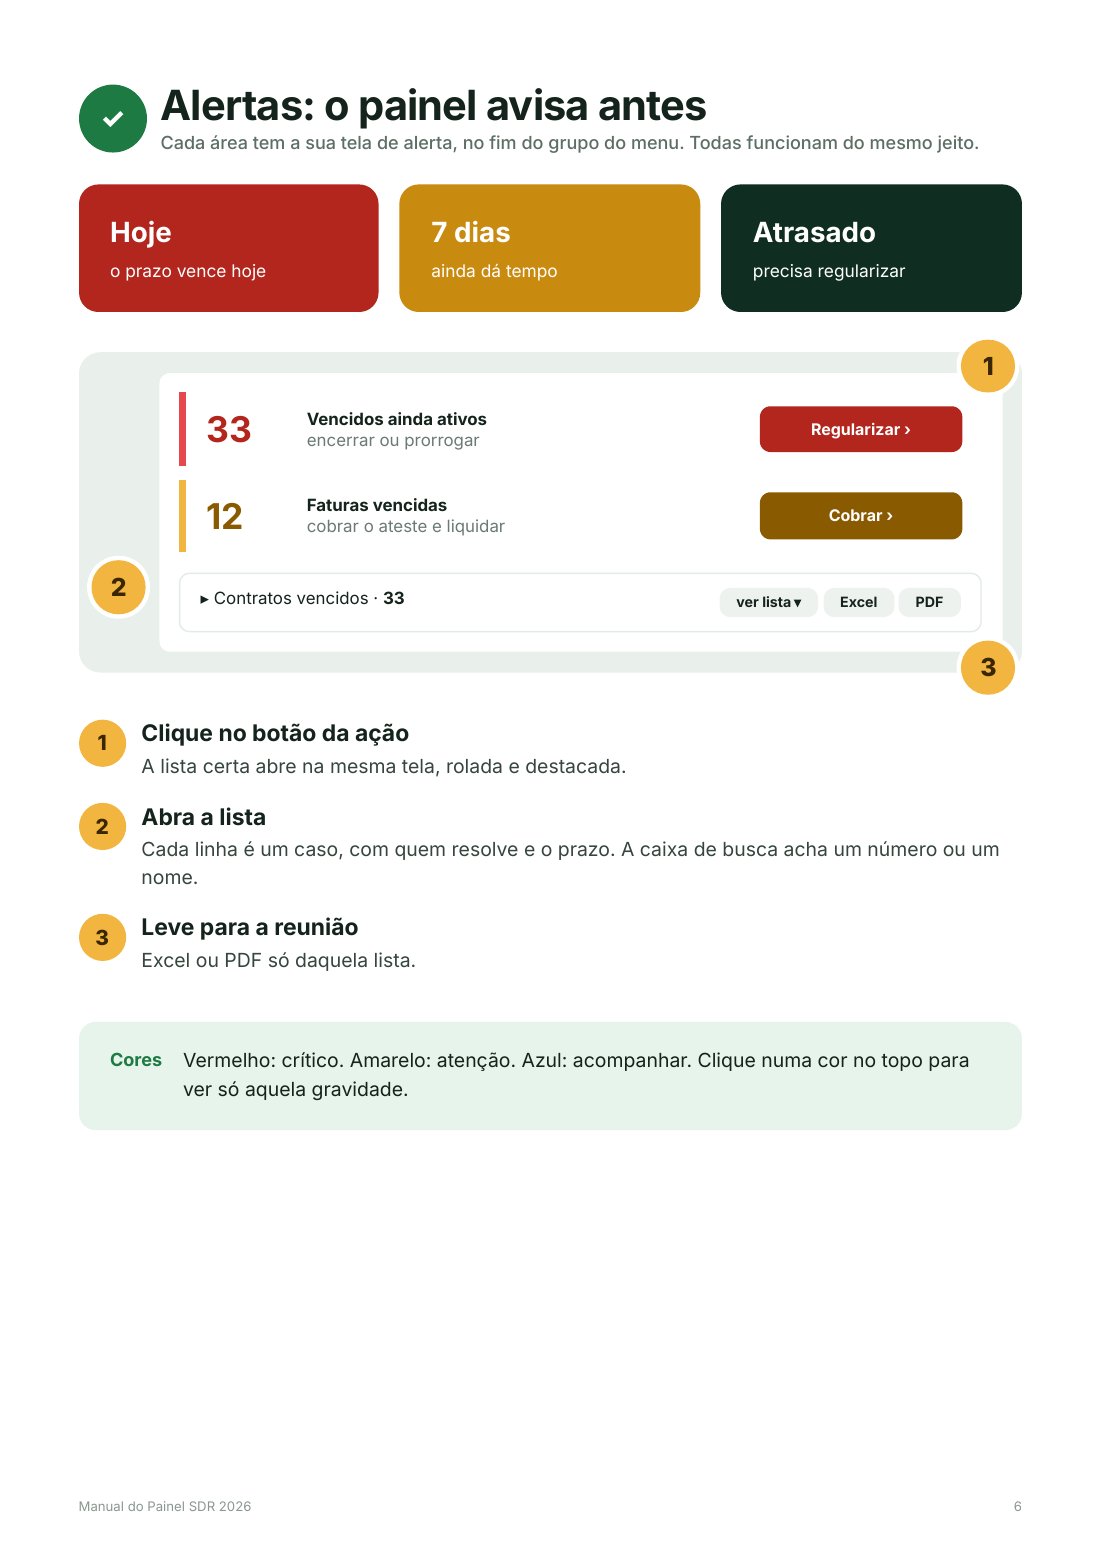 Alertas: o painel avisa antes
Cada área tem a sua tela de alerta, no fim do grupo do menu. Todas funcionam do mesmo jeito.
Hoje
o prazo vence hoje
7 dias
ainda dá tempo
Atrasado
precisa regularizar
1
33
Vencidos ainda ativos
encerrar ou prorrogar
Regularizar ›
12
Faturas vencidas
cobrar o ateste e liquidar
Cobrar ›
2
▸ Contratos vencidos · 33
ver lista ▾
Excel
PDF
3
1
Clique no botão da ação
A lista certa abre na mesma tela, rolada e destacada.
2
Abra a lista
Cada linha é um caso, com quem resolve e o prazo. A caixa de busca acha um número ou um
nome.
3
Leve para a reunião
Excel ou PDF só daquela lista.
Cores
Vermelho: crítico. Amarelo: atenção. Azul: acompanhar. Clique numa cor no topo para
ver só aquela gravidade.
Manual do Painel SDR 2026
6